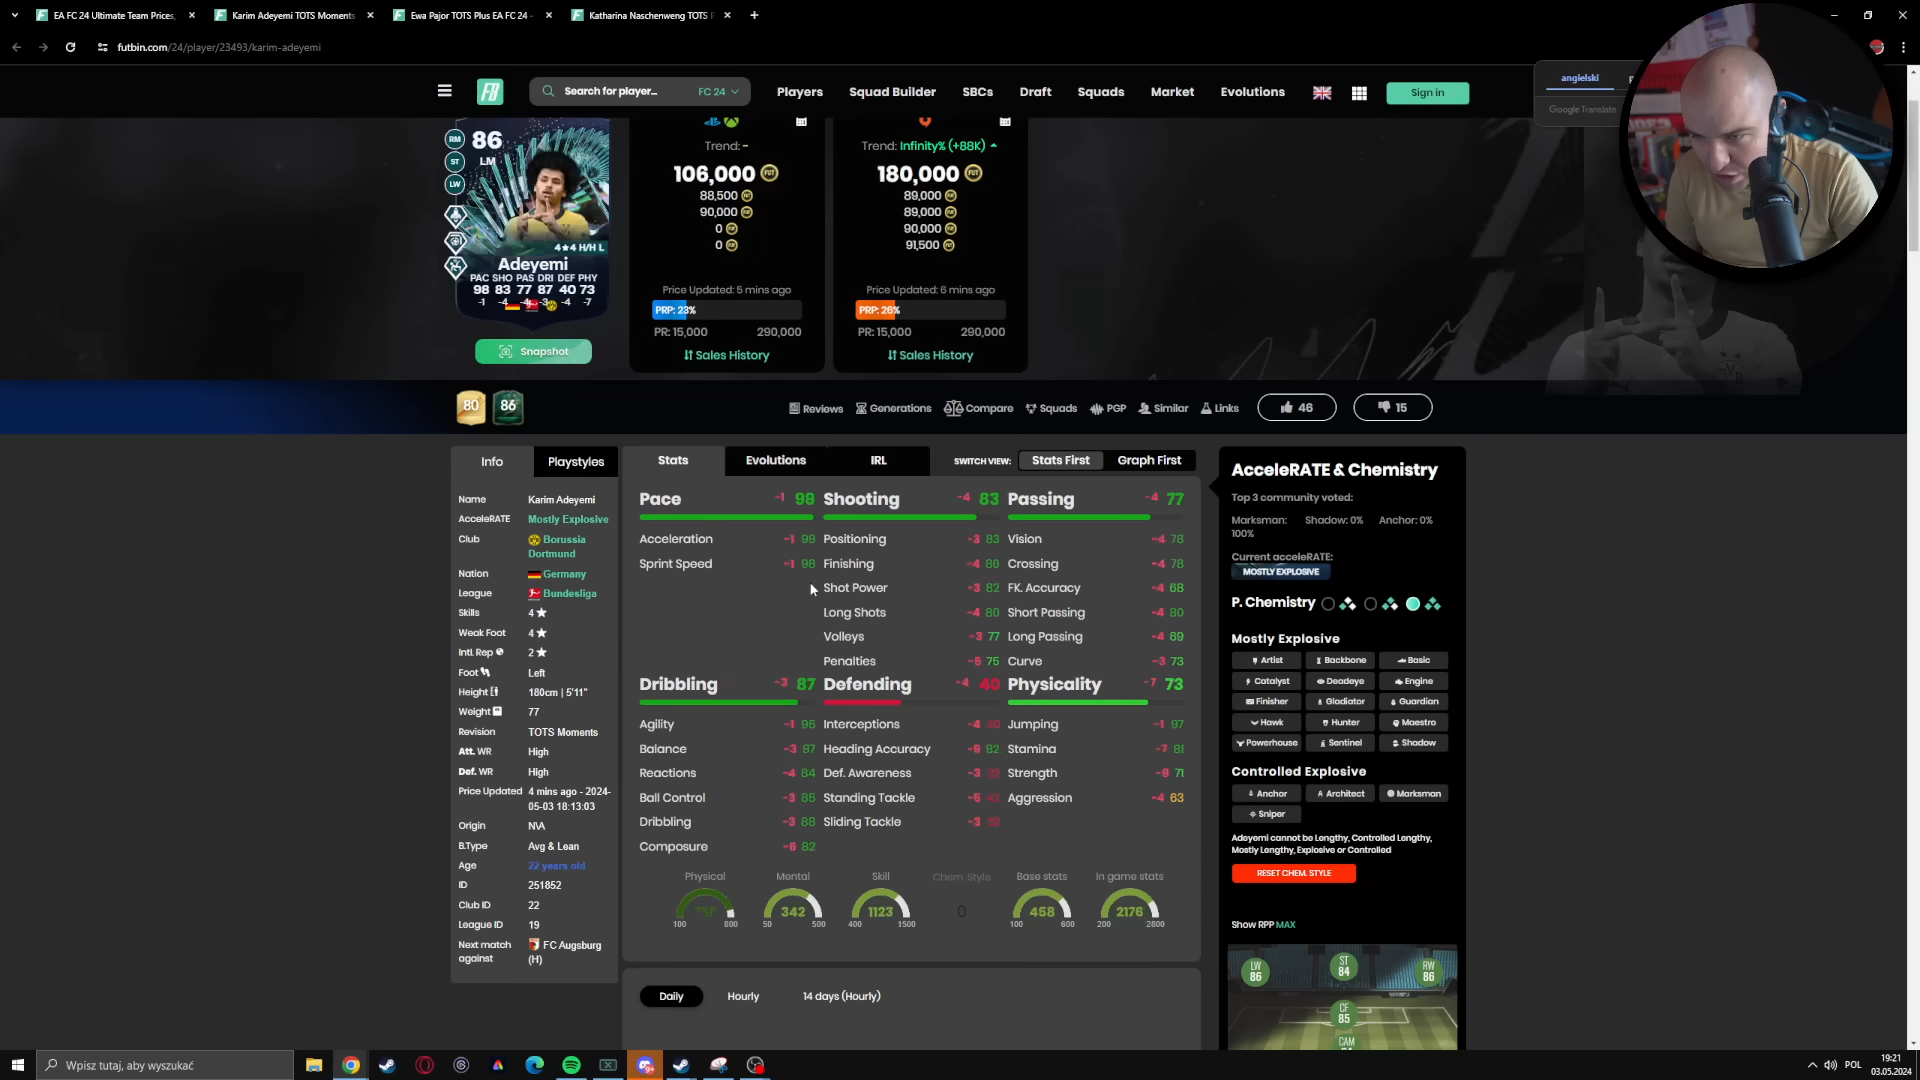 EA FC 24 Ultimate Team Prices,
Karim Adeyemi TOTS Moments
Ewa Pajor TOTS Plus EA FC 24 -
Katharina Naschenweng TOTS
futbin.com/24/player/23493/karim-adeyemi
Search for player... FC 24
Players Squad Builder SBCs Draft Squads Market Evolutions Sign in
angielski
Google Translate
RM 86 LM
ST
LW
4★4 H/H L
Adeyemi
PAC SHO PAS DRI DEF PHY
98 83 77 87 40 73
-1 -4 -4 -3 -4 -7
Snapshot
Trend: -
106,000
88,500
90,000
0
0
Price Updated: 5 mins ago
PRP: 23%
PR: 15,000 290,000
Sales History
Trend: Infinity% (+88K)
180,000
89,000
89,000
90,000
91,500
Price Updated: 6 mins ago
PRP: 26%
PR: 15,000 290,000
Sales History
80 86
Reviews Generations Compare Squads PGP Similar Links 46 15
Info Playstyles
Name Karim Adeyemi
AcceleRATE Mostly Explosive
Club Borussia Dortmund
Nation Germany
League Bundesliga
Skills 4★
Weak Foot 4★
Intl. Rep 2★
Foot Left
Height 180cm | 5'11"
Weight 77
Revision TOTS Moments
Att. WR High
Def. WR High
Price Updated 4 mins ago - 2024-05-03 18:13:03
Origin N\A
B.Type Avg & Lean
Age 22 years old
ID 251852
Club ID 22
League ID 19
Next match against FC Augsburg (H)
Stats Evolutions IRL SWITCH VIEW: Stats First Graph First
Pace -1 98 Shooting -4 83 Passing -4 77
Acceleration -1 99 Positioning -3 83 Vision -4 78
Sprint Speed -1 98 Finishing -4 80 Crossing -4 78
Shot Power -3 82 FK. Accuracy -4 68
Long Shots -4 80 Short Passing -4 80
Volleys -3 77 Long Passing -4 69
Penalties -5 75 Curve -3 73
Dribbling -3 87 Defending -4 40 Physicality -7 73
Agility -1 96 Interceptions -4 Jumping -1 97
Balance -3 87 Heading Accuracy -9 82 Stamina -7 81
Reactions -4 84 Def. Awareness -3 Strength -9 71
Ball Control -3 85 Standing Tackle Aggression -4 63
Dribbling -3 88 Sliding Tackle -3
Composure -6 82
Physical Mental Skill Chem. Style Base stats In game stats
342 1123 0 458 2176
100 800 50 500 400 1500 100 600 200 2800
Daily Hourly 14 days (Hourly)
AcceleRATE & Chemistry
Top 3 community voted:
Marksman: 100% Shadow: 0% Anchor: 0%
Current acceleRATE:
MOSTLY EXPLOSIVE
P. Chemistry
Mostly Explosive
Artist Backbone Basic
Catalyst Deadeye Engine
Finisher Gladiator Guardian
Hawk Hunter Maestro
Powerhouse Sentinel Shadow
Controlled Explosive
Anchor Architect Marksman
Sniper
Adeyemi cannot be Lengthy, Controlled Lengthy,
Mostly Lengthy, Explosive or Controlled
RESET CHEM. STYLE
Show RPP MAX
LW 86
ST 84
RW 86
CF 85
CAM
Wpisz tutaj, aby wyszukać
POL
19:21
03.05.2024